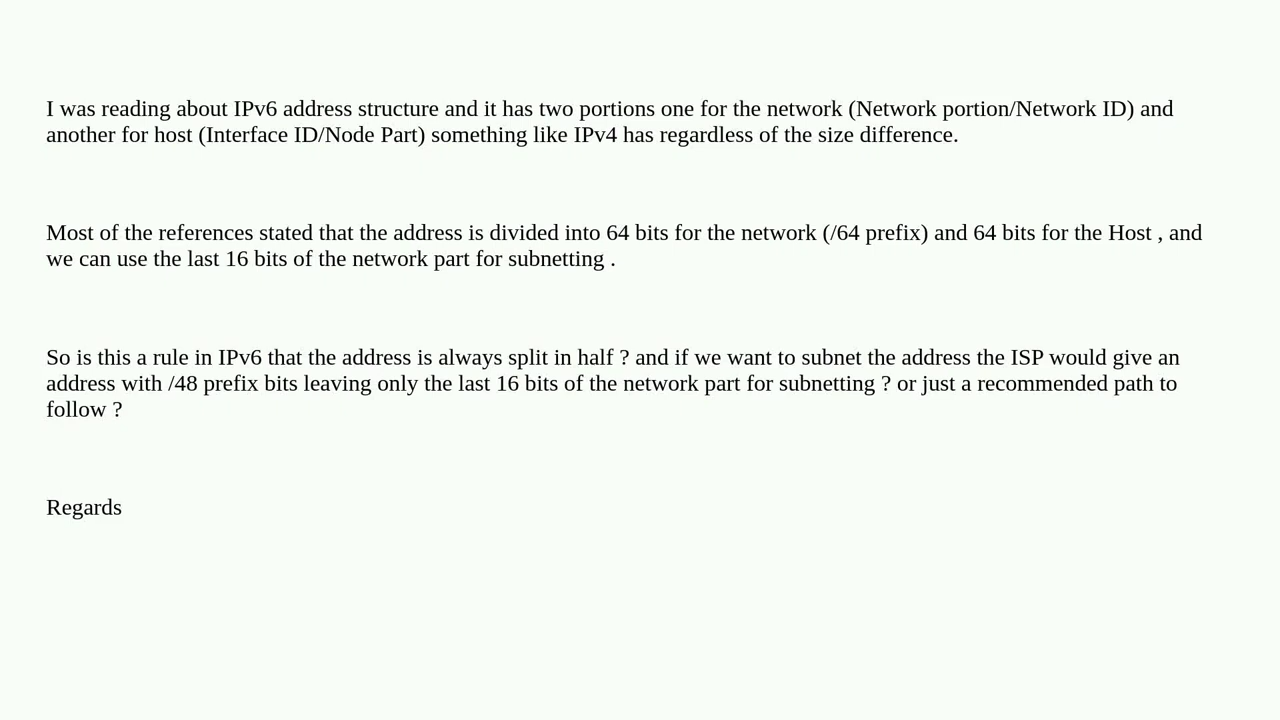 I was reading about IPv6 address structure and it has two portions one for the network (Network portion/Network ID) and
another for host (Interface ID/Node Part) something like IPv4 has regardless of the size difference.
Most of the references stated that the address is divided into 64 bits for the network (/64 prefix) and 64 bits for the Host , and
we can use the last 16 bits of the network part for subnetting .
So is this a rule in IPv6 that the address is always split in half ? and if we want to subnet the address the ISP would give an
address with /48 prefix bits leaving only the last 16 bits of the network part for subnetting ? or just a recommended path to
follow ?
Regards